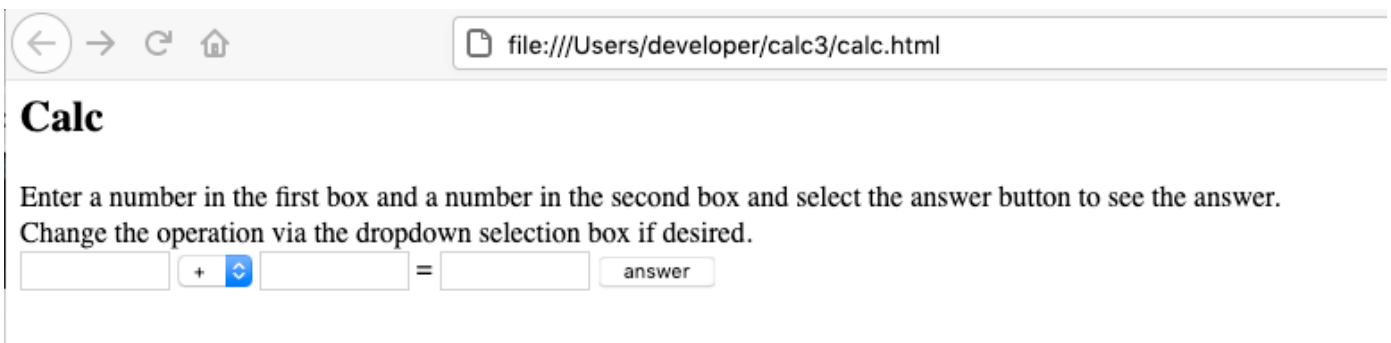 file:///Users/developer/calc3/calc.html
Calc
Enter a number in the first box and a number in the second box and select the answer button to see the answer.
Change the operation via the dropdown selection box if desired.
+ = answer